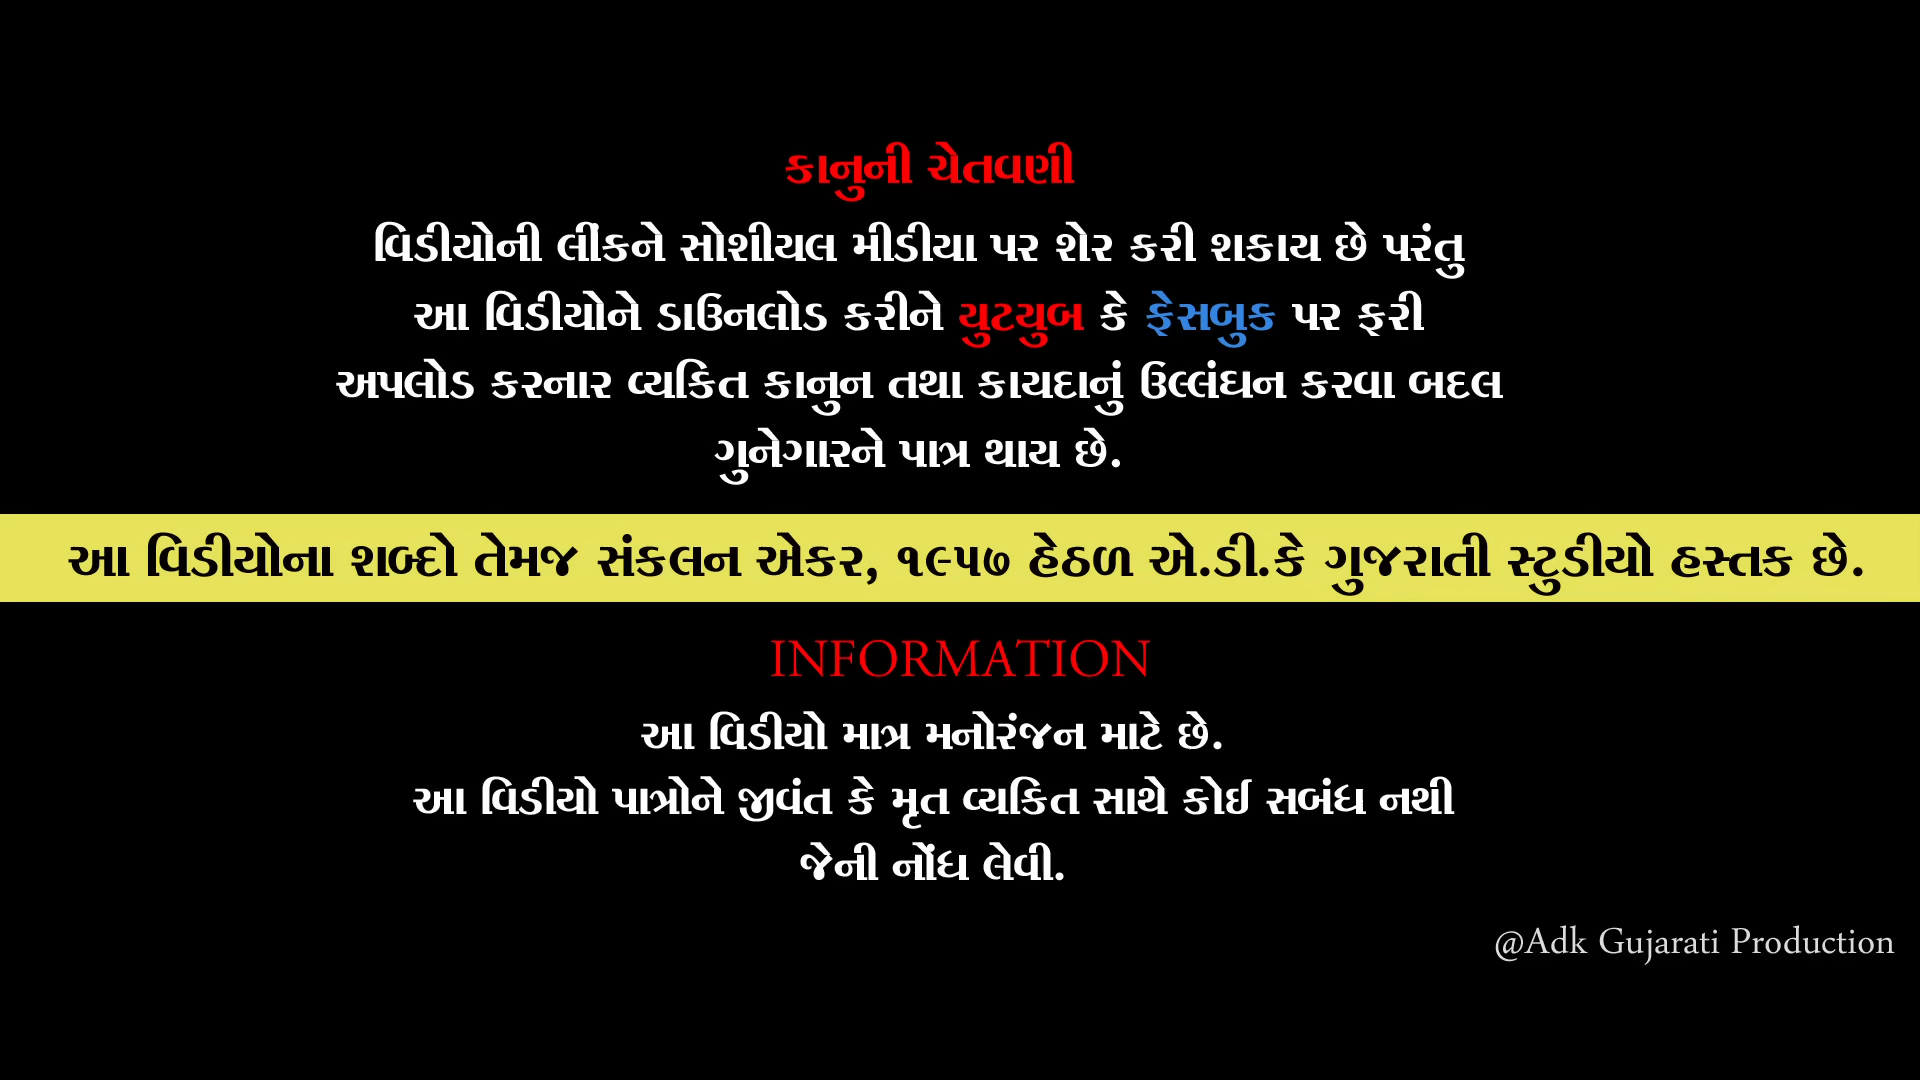 કાનુની ચેતવણી
વિડીયોની લીંકને સોશીયલ મીડીયા પર શેર કરી શકાય છે પરંતુ
આ વિડીયોને ડાઉનલોડ કરીને યુટયુબ કે ફેસબુક પર ફરી
અપલોડ કરનાર વ્યકિત કાનુન તથા કાયદાનું ઉલ્લંઘન કરવા બદલ
ગુનેગારને પાત્ર થાય છે.
આ વિડીયોના શબ્દો તેમજ સંકલન એકર, ૧૯૫૭ હેઠળ એ.ડી.કે ગુજરાતી સ્ટુડીયો હસ્તક છે.
INFORMATION
આ વિડીયો માત્ર મનોરંજન માટે છે.
આ વિડીયો પાત્રોને જીવંત કે મૃત વ્યકિત સાથે કોઈ સબંધ નથી
જેની નોંધ લેવી.
@Adk Gujarati Production